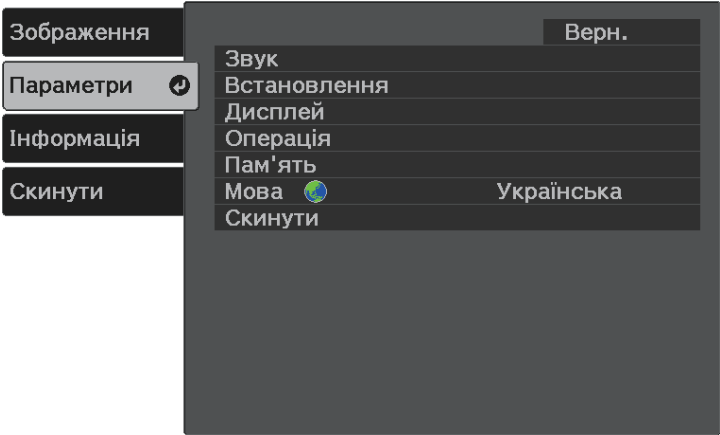 Зображення
Параметри
Інформація
Скинути
Верн.
Звук
Встановлення
Дисплей
Операція
Пам'ять
Мова Українська
Скинути